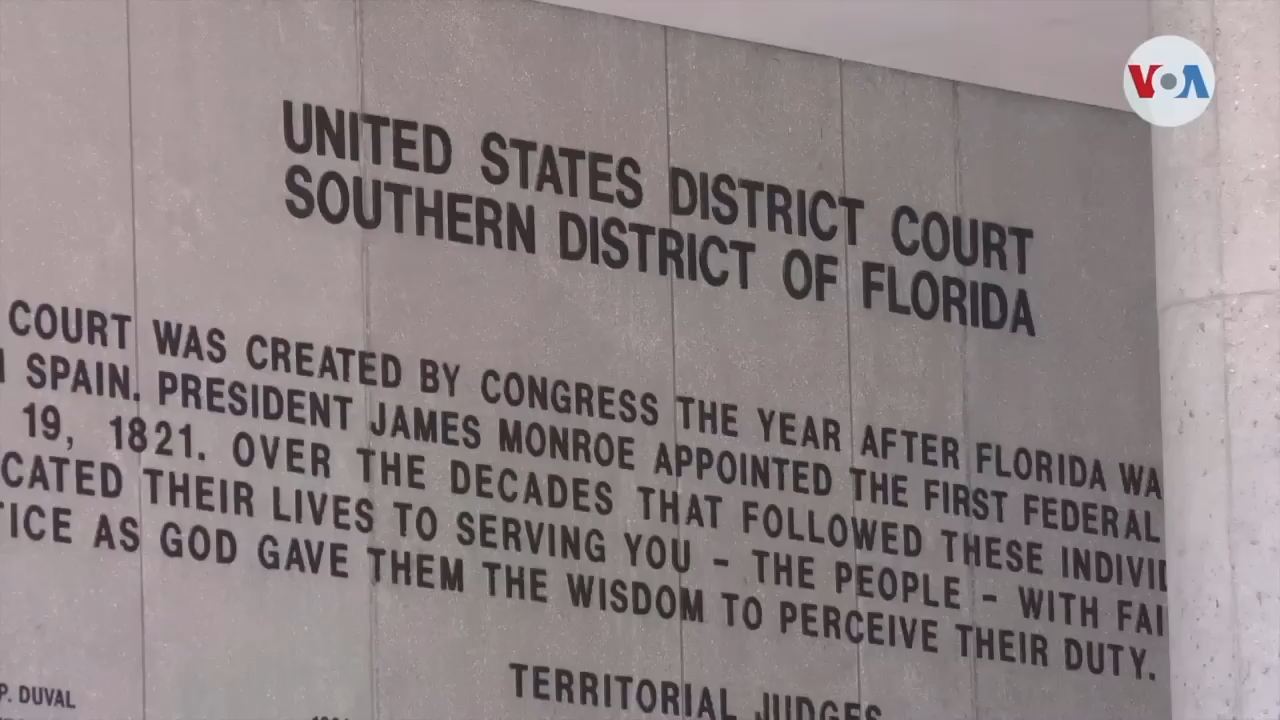 VOA
UNITED STATES DISTRICT COURT
SOUTHERN DISTRICT OF FLORIDA
COURT WAS CREATED BY CONGRESS THE YEAR AFTER FLORIDA WA
SPAIN. PRESIDENT JAMES MONROE APPOINTED THE FIRST FEDERAL
19, 1821. OVER THE DECADES THAT FOLLOWED THESE INDIVI
CATED THEIR LIVES TO SERVING YOU - THE PEOPLE - WITH FAI
ICE AS GOD GAVE THEM THE WISDOM TO PERCEIVE THEIR DUTY.
TERRITORIAL JUDGES
P. DUVAL